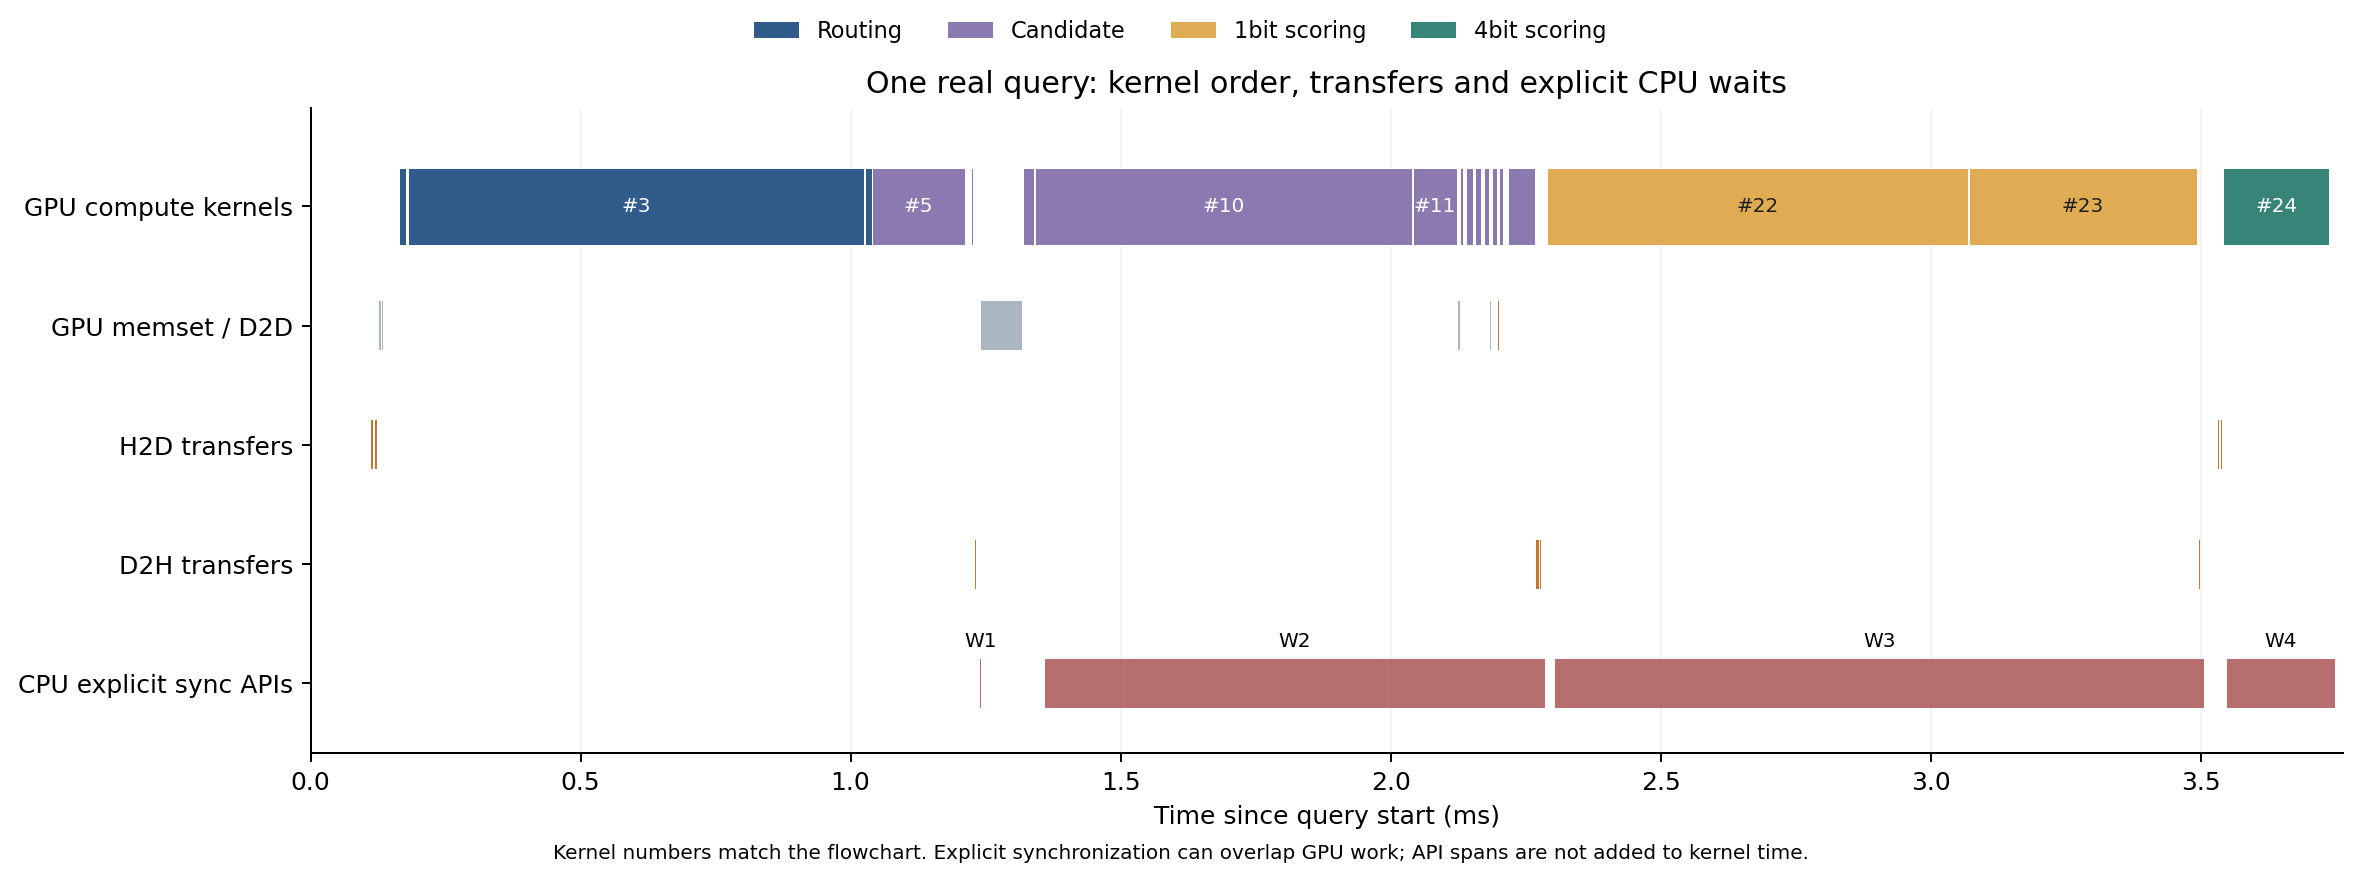 Routing Candidate 1bit scoring 4bit scoring
One real query: kernel order, transfers and explicit CPU waits
GPU compute kernels #3 #5 #10 #11 #22 #23 #24
GPU memset / D2D
H2D transfers
D2H transfers
W1 W2 W3 W4
CPU explicit sync APIs
0.0 0.5 1.0 1.5 2.0 2.5 3.0 3.5
Time since query start (ms)
Kernel numbers match the flowchart. Explicit synchronization can overlap GPU work; API spans are not added to kernel time.